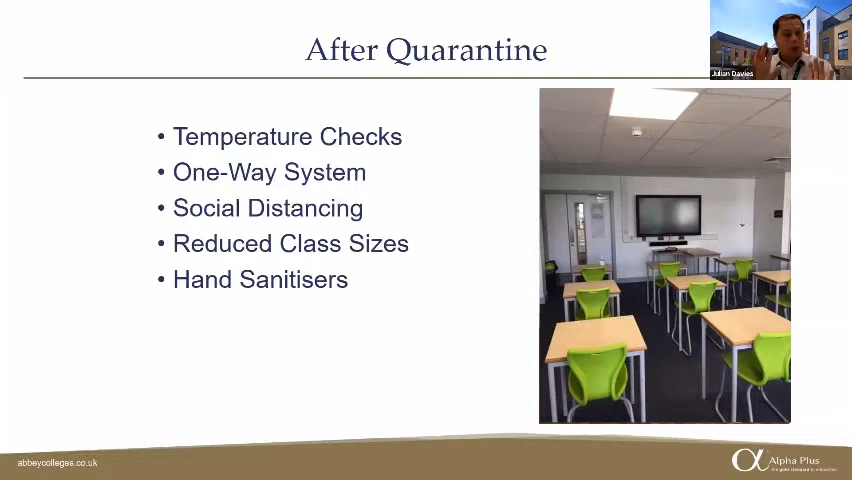 After Quarantine
Julian Davies
• Temperature Checks
• One-Way System
• Social Distancing
• Reduced Class Sizes
• Hand Sanitisers
abbeycolleges.co.uk
Alpha Plus
the gold standard in education